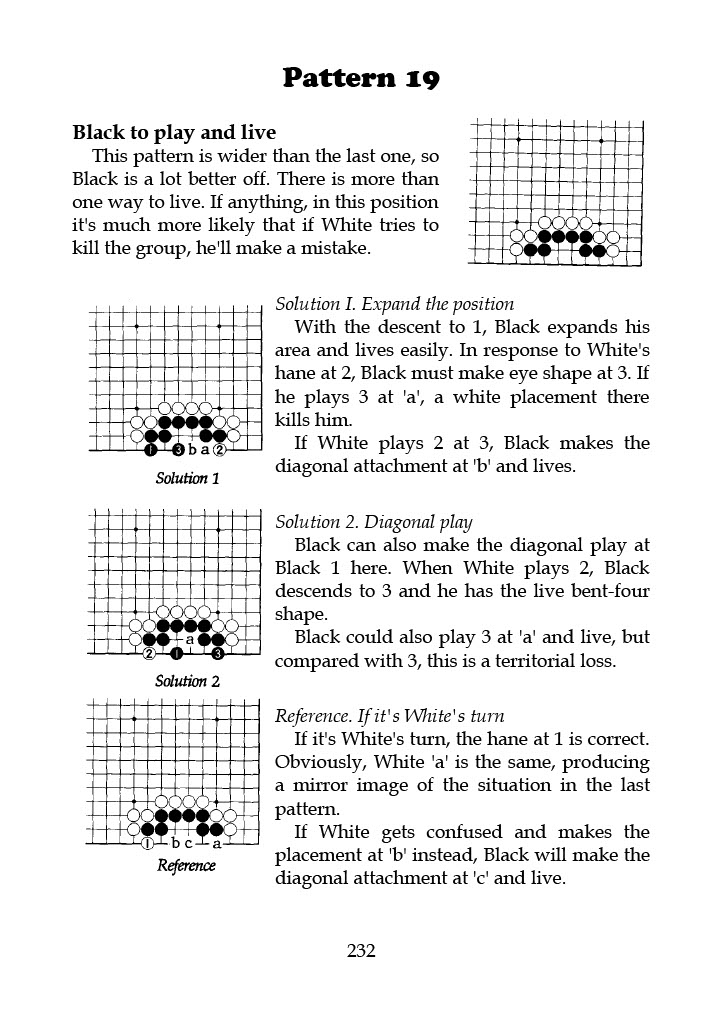 Pattern 19
Black to play and live
This pattern is wider than the last one, so
Black is a lot better off. There is more than
one way to live. If anything, in this position
it's much more likely that if White tries to
kill the group, he'll make a mistake.
Solution I. Expand the position
With the descent to 1, Black expands his
area and lives easily. In response to White's
hane at 2, Black must make eye shape at 3. If
he plays 3 at 'a', a white placement there
kills him.
If White plays 2 at 3, Black makes the
diagonal attachment at 'b' and lives.
1 3 b a 2
Solution 1
Solution 2. Diagonal play
Black can also make the diagonal play at
Black 1 here. When White plays 2, Black
descends to 3 and he has the live bent-four
shape.
Black could also play 3 at 'a' and live, but
compared with 3, this is a territorial loss.
a
2 1 3
Solution 2
Reference. If it's White's turn
If it's White's turn, the hane at 1 is correct.
Obviously, White 'a' is the same, producing
a mirror image of the situation in the last
pattern.
If White gets confused and makes the
placement at 'b' instead, Black will make the
diagonal attachment at 'c' and live.
1 b c a
Reference
232